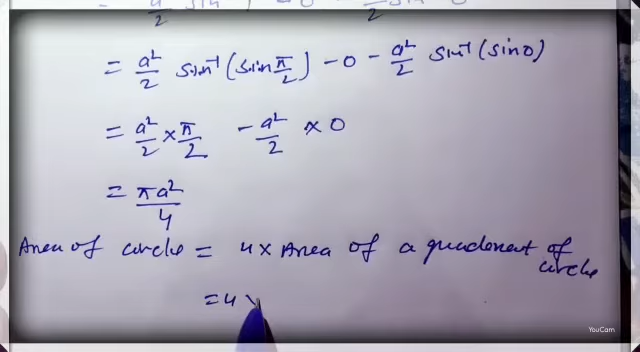 = a²/2 sin⁻¹(sin π/2) - 0 - a²/2 sin⁻¹(sin 0)
= a²/2 × π/2 - a²/2 × 0
= πa²/4
Area of circle = 4 × Area of a quadenent of circle
= 4 ×
YouCam